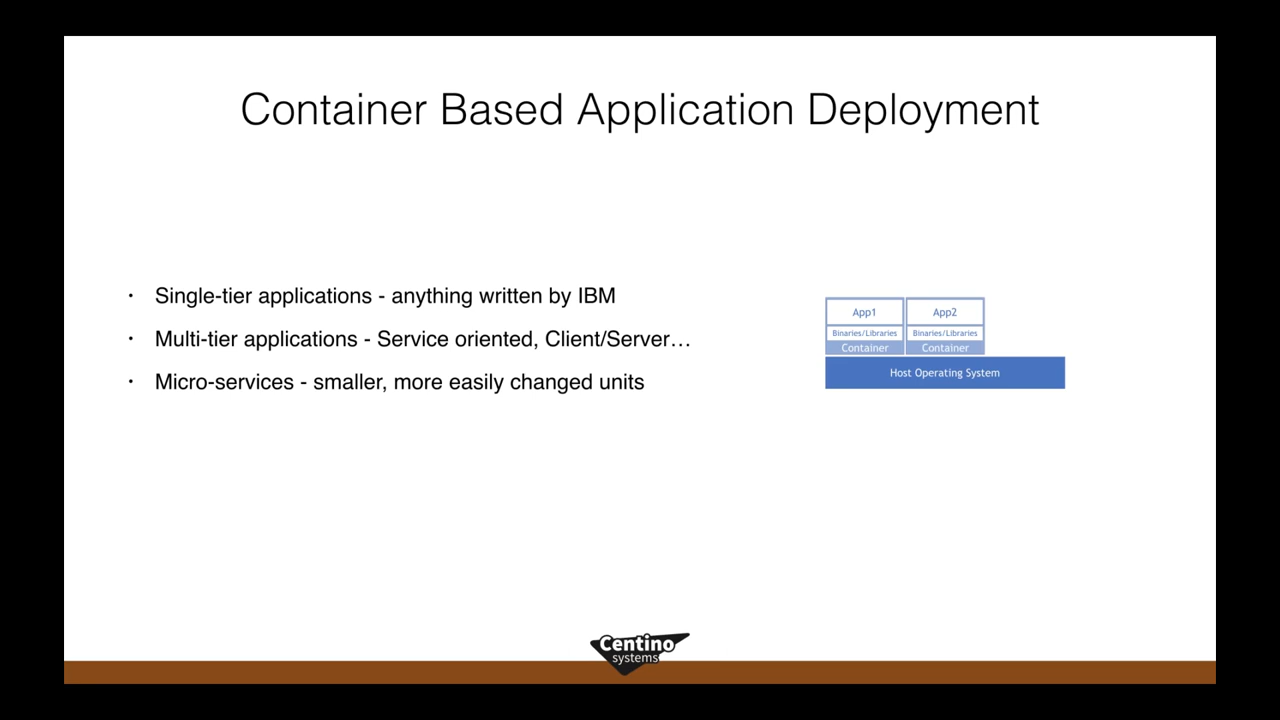 Container Based Application Deployment
• Single-tier applications - anything written by IBM
• Multi-tier applications - Service oriented, Client/Server…
• Micro-services - smaller, more easily changed units
App1 App2
Binaries/Libraries Binaries/Libraries
Container Container
Host Operating System
Centino
systems